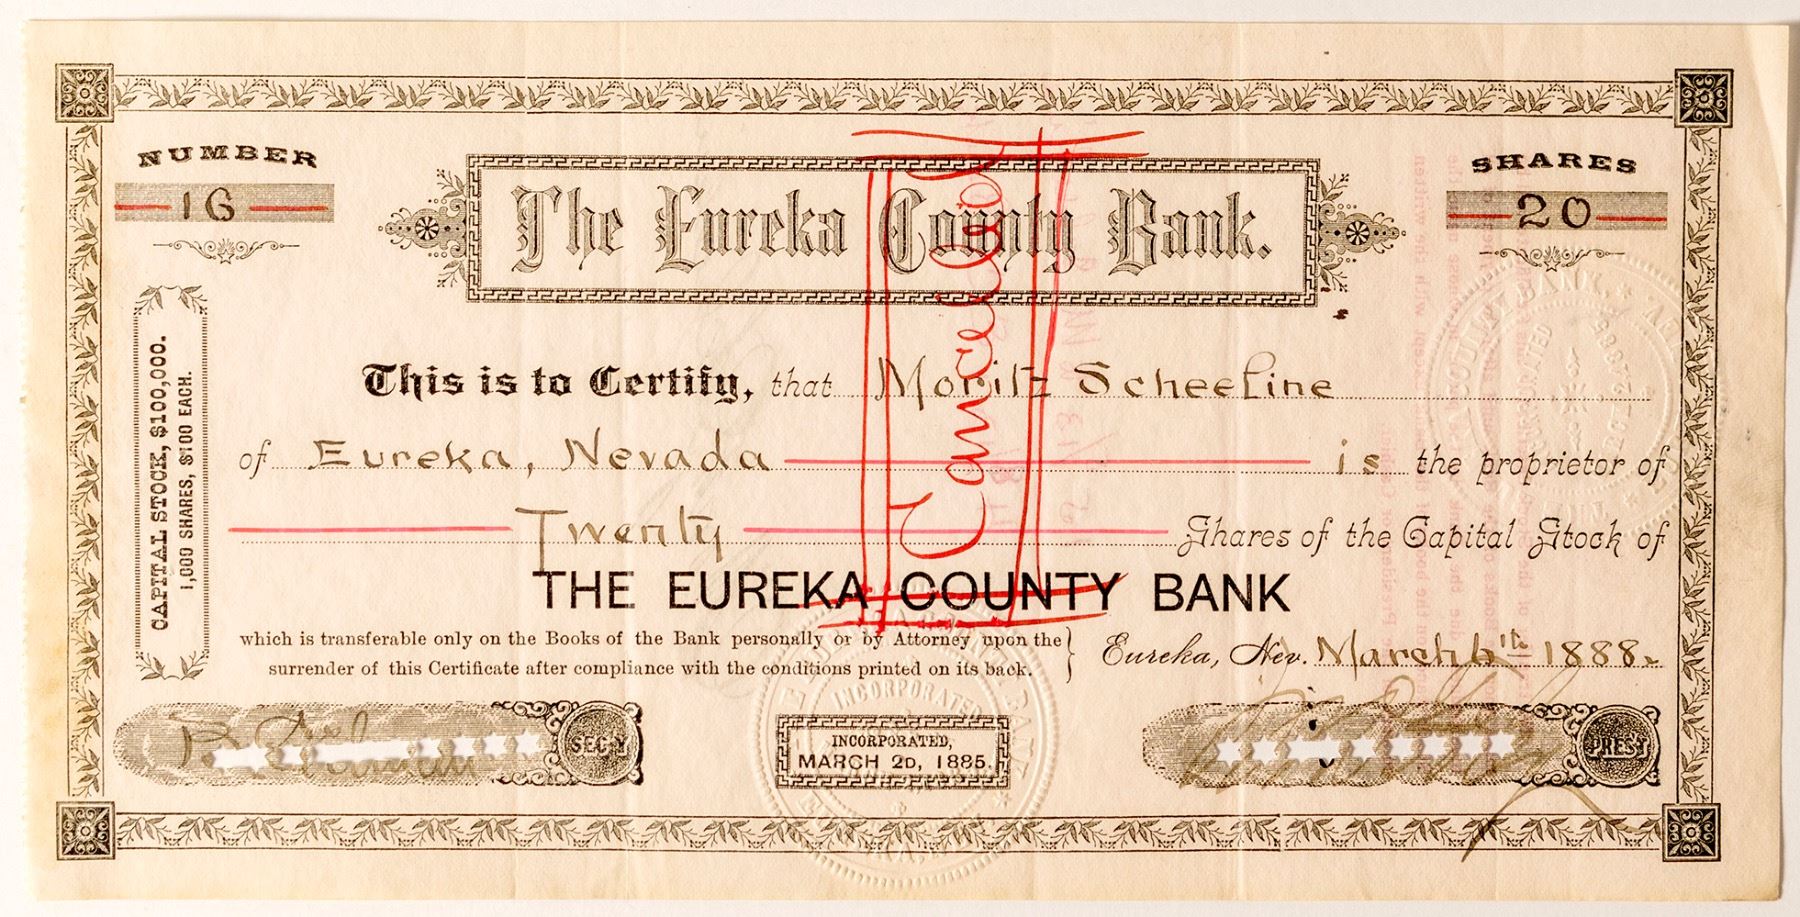 NUMBER
16
SHARES
20
The Eureka County Bank.
CAPITAL STOCK, $100,000.
1,000 SHARES, $100 EACH.
Cancelled
This is to Certify, that Moritz Scheeline
of Eureka, Nevada is the proprietor of
Twenty Shares of the Capital Stock of
THE EUREKA COUNTY BANK
which is transferable only on the Books of the Bank personally or by Attorney upon the
surrender of this Certificate after compliance with the conditions printed on its back.
Eureka, Nev. March 6th 1888.
SEC'Y
INCORPORATED,
MARCH 2D, 1885.
PRES'T
INCORPORATED
COUNTY BANK
INCORPORATED